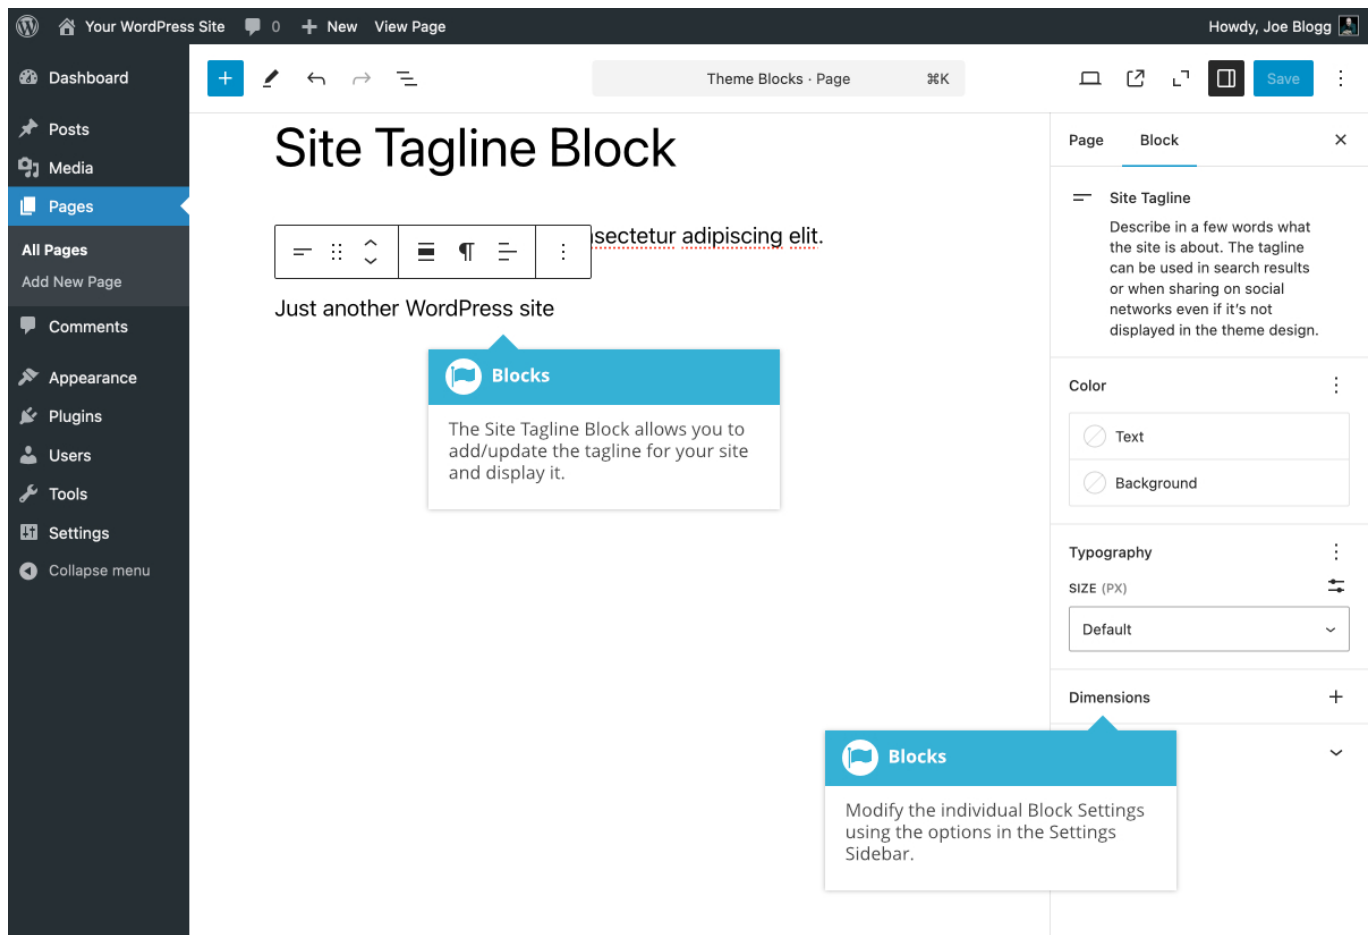 Your WordPress Site 0 New View Page Howdy, Joe Blogg
Dashboard
Posts
Media
Pages
All Pages
Add New Page
Comments
Appearance
Plugins
Users
Tools
Settings
Collapse menu
Theme Blocks · Page ⌘K
Save
Site Tagline Block
adipiscing elit.
Just another WordPress site
Blocks
The Site Tagline Block allows you to
add/update the tagline for your site
and display it.
Page Block
Site Tagline
Describe in a few words what
the site is about. The tagline
can be used in search results
or when sharing on social
networks even if it's not
displayed in the theme design.
Color
Text
Background
Typography
SIZE (PX)
Default
Dimensions
Blocks
Modify the individual Block Settings
using the options in the Settings
Sidebar.